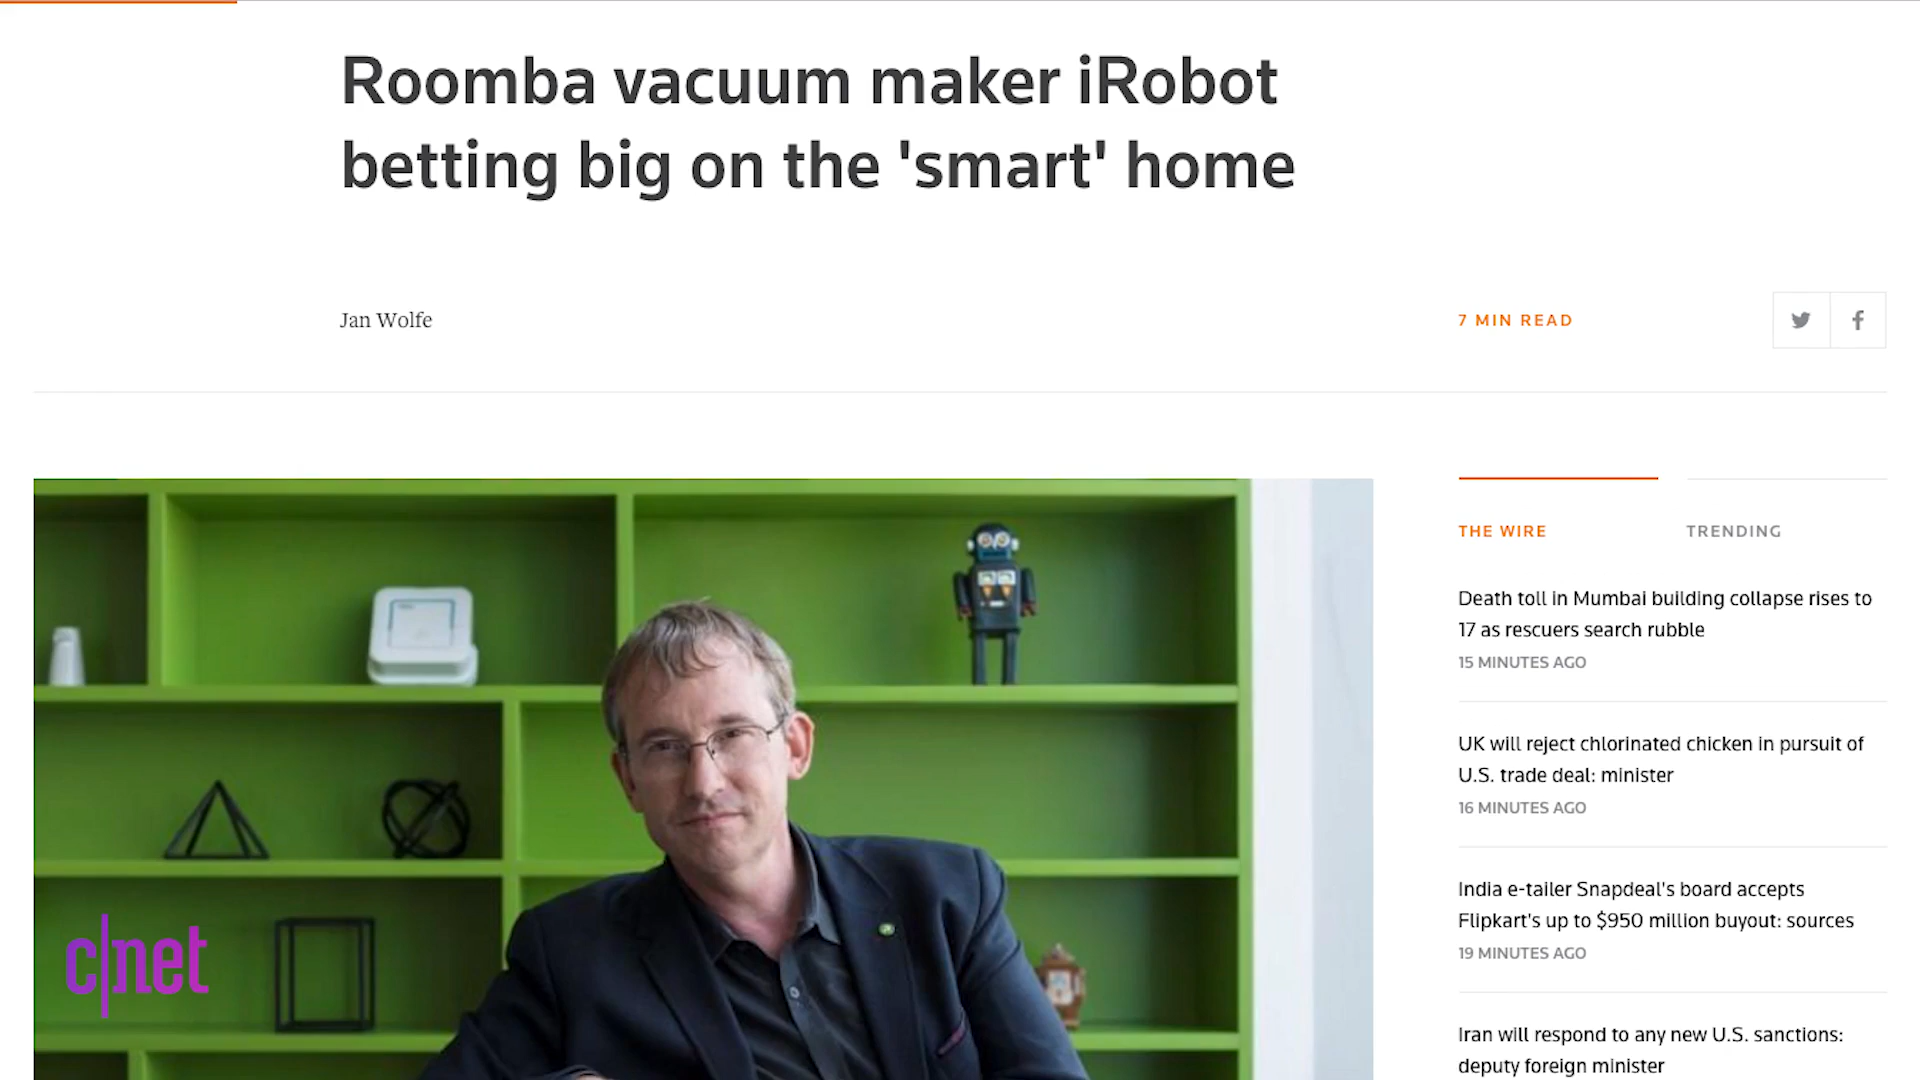 Roomba vacuum maker iRobot
betting big on the 'smart' home
Jan Wolfe
7 MIN READ
THE WIRE
TRENDING
Death toll in Mumbai building collapse rises to
17 as rescuers search rubble
15 MINUTES AGO
UK will reject chlorinated chicken in pursuit of
U.S. trade deal: minister
16 MINUTES AGO
India e-tailer Snapdeal's board accepts
Flipkart's up to $950 million buyout: sources
19 MINUTES AGO
Iran will respond to any new U.S. sanctions:
deputy foreign minister
c|net